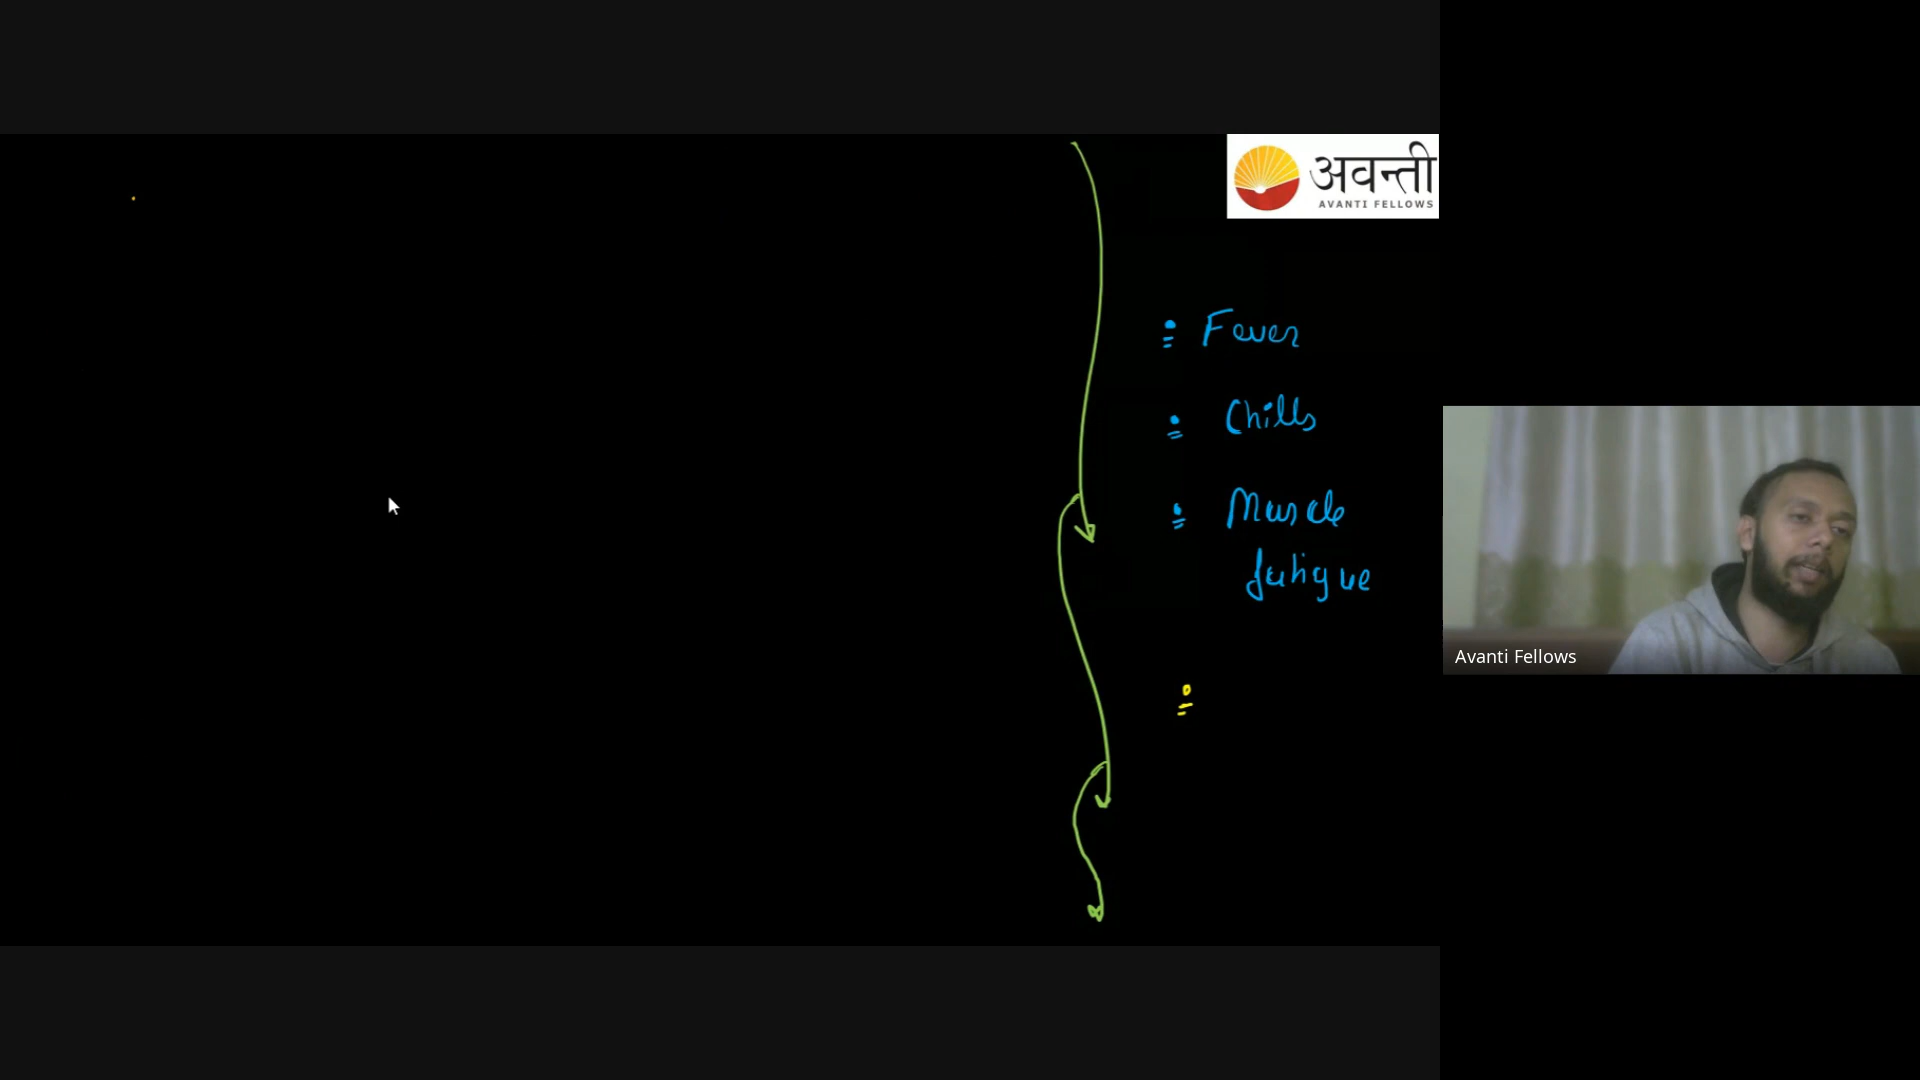 अवन्ती
AVANTI FELLOWS
Fever
Chills
Muscle
fatigue
Avanti Fellows